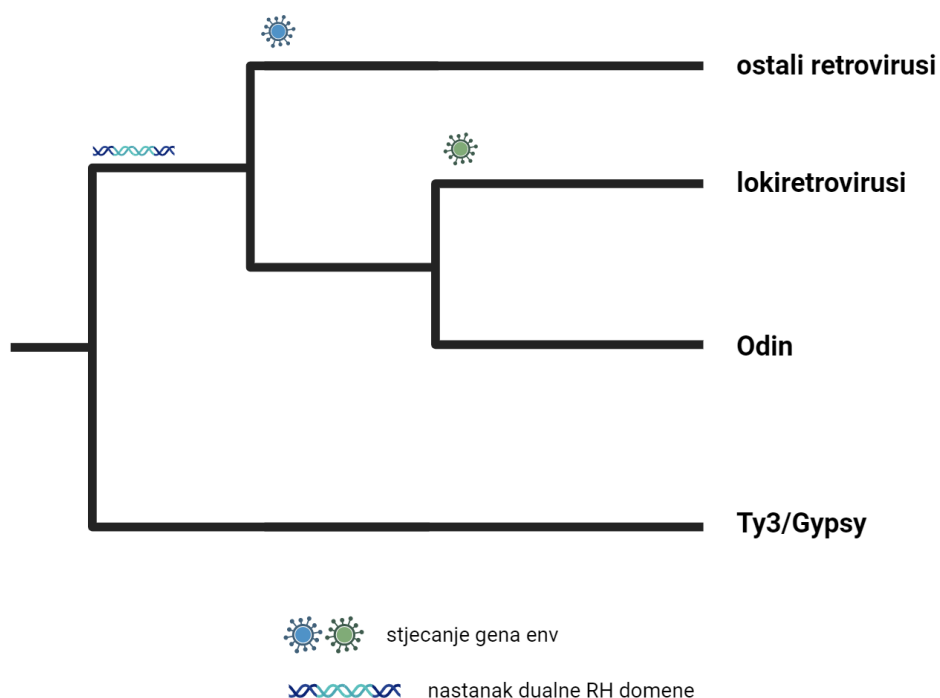 ostali retrovirusi
lokiretrovirusi
Odin
Ty3/Gypsy
stjecanje gena env
nastanak dualne RH domene